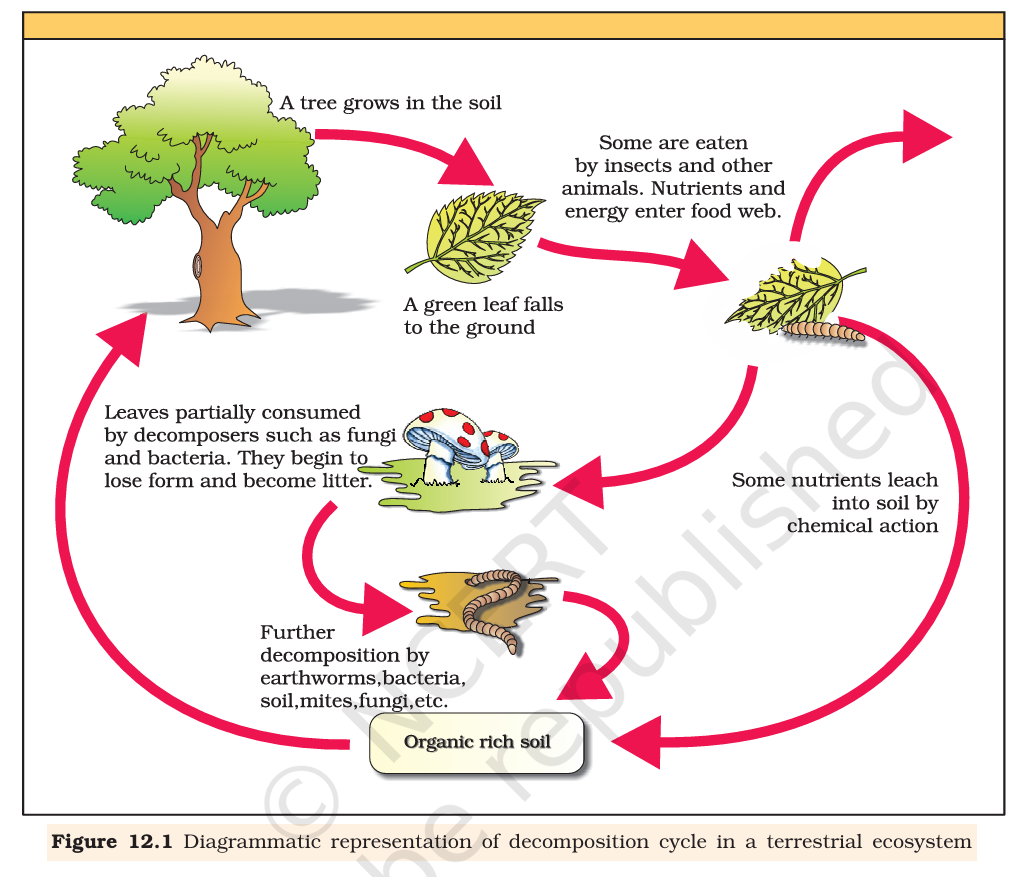 A tree grows in the soil
Some are eaten
by insects and other
animals. Nutrients and
energy enter food web.
A green leaf falls
to the ground
Leaves partially consumed
by decomposers such as fungi
and bacteria. They begin to
lose form and become litter.
Some nutrients leach
into soil by
chemical action
Further
decomposition by
earthworms,bacteria,
soil,mites,fungi,etc.
Organic rich soil
© NCERT
be republished
Figure 12.1 Diagrammatic representation of decomposition cycle in a terrestrial ecosystem